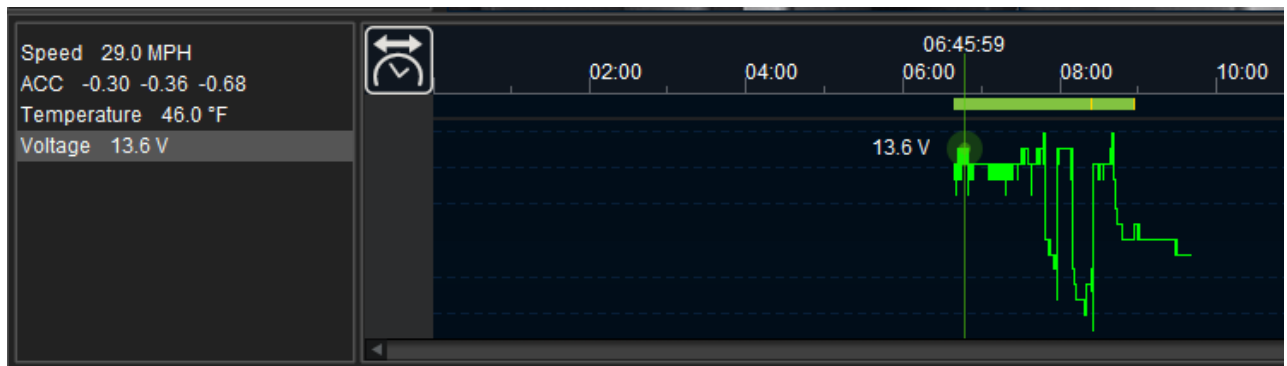 Speed 29.0 MPH
ACC -0.30 -0.36 -0.68
Temperature 46.0 °F
Voltage 13.6 V
06:45:59
02:00 04:00 06:00 08:00 10:00
13.6 V